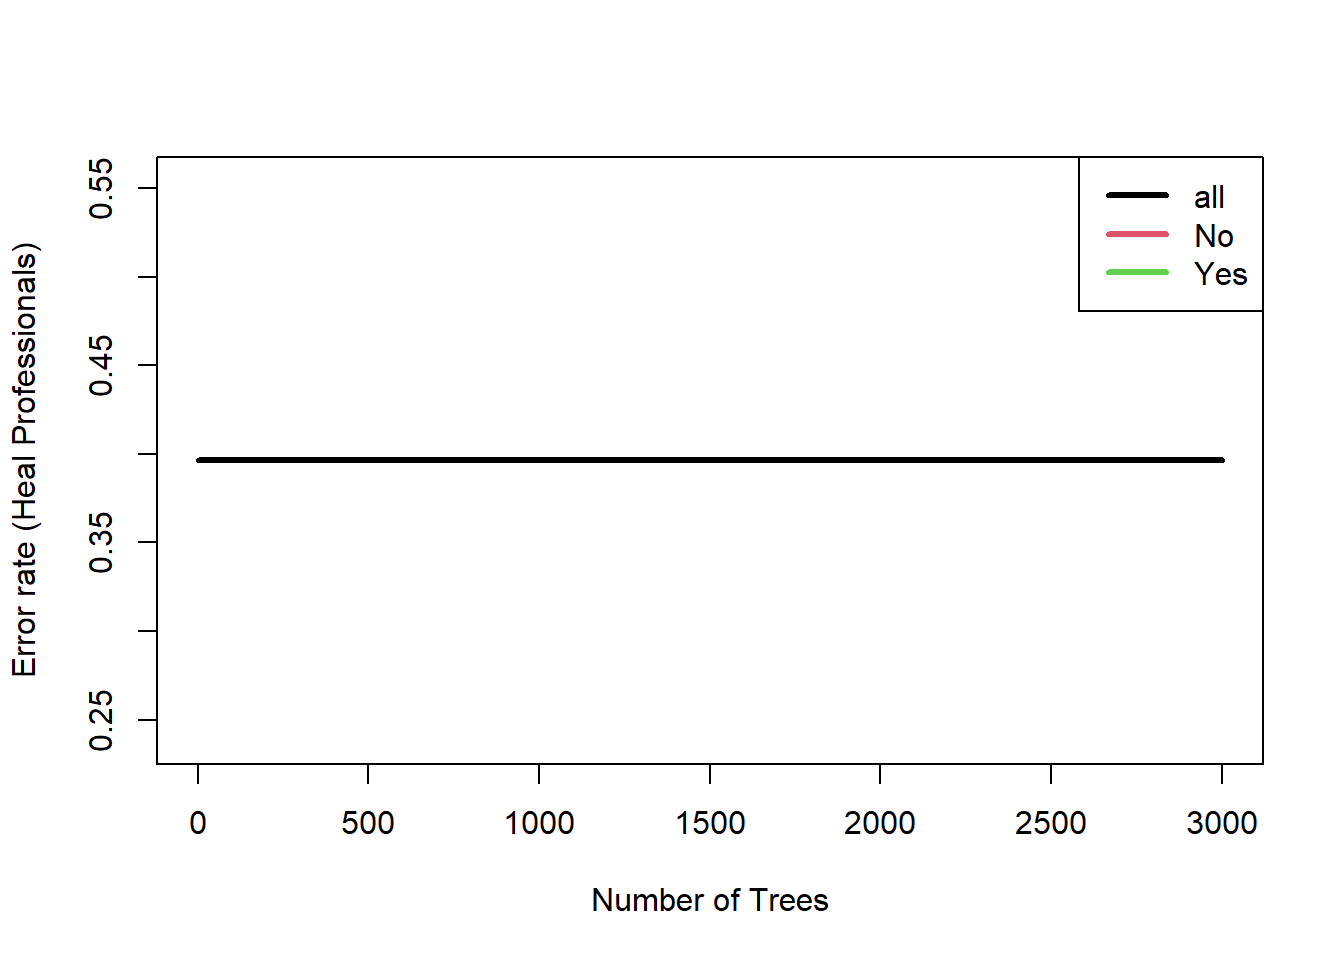 all
No
Yes
0.55
0.45
0.35
0.25
Error rate (Heal Professionals)
0 500 1000 1500 2000 2500 3000
Number of Trees